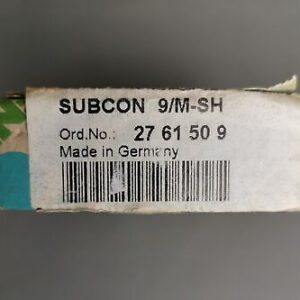 SUBCON 9/M-SH
Ord.No.: 27 61 50 9
Made in Germany